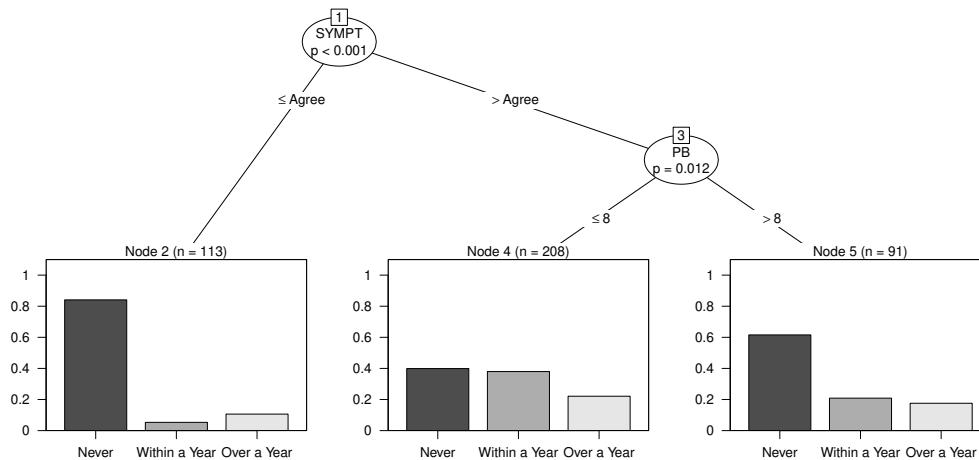 1
SYMPT
p < 0.001
≤ Agree
> Agree
3
PB
p = 0.012
≤ 8
> 8
Node 2 (n = 113)
1
0.8
0.6
0.4
0.2
0
Never
Within a Year
Over a Year
Node 4 (n = 208)
1
0.8
0.6
0.4
0.2
0
Never
Within a Year
Over a Year
Node 5 (n = 91)
1
0.8
0.6
0.4
0.2
0
Never
Within a Year
Over a Year